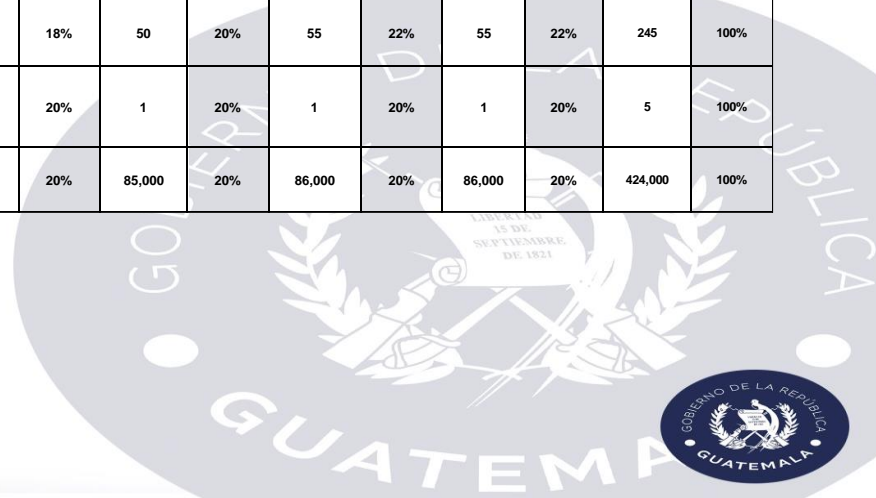 18% 50 20% 55 22% 55 22% 245 100%
20% 1 20% 1 20% 1 20% 5 100%
20% 85,000 20% 86,000 20% 86,000 20% 424,000 100%
GOBIERNO DE LA REPÚBLICA
LIBERTAD
15 DE
SEPTIEMBRE
DE 1821
GUATEMALA
GOBIERNO DE LA REPÚBLICA
GUATEMALA